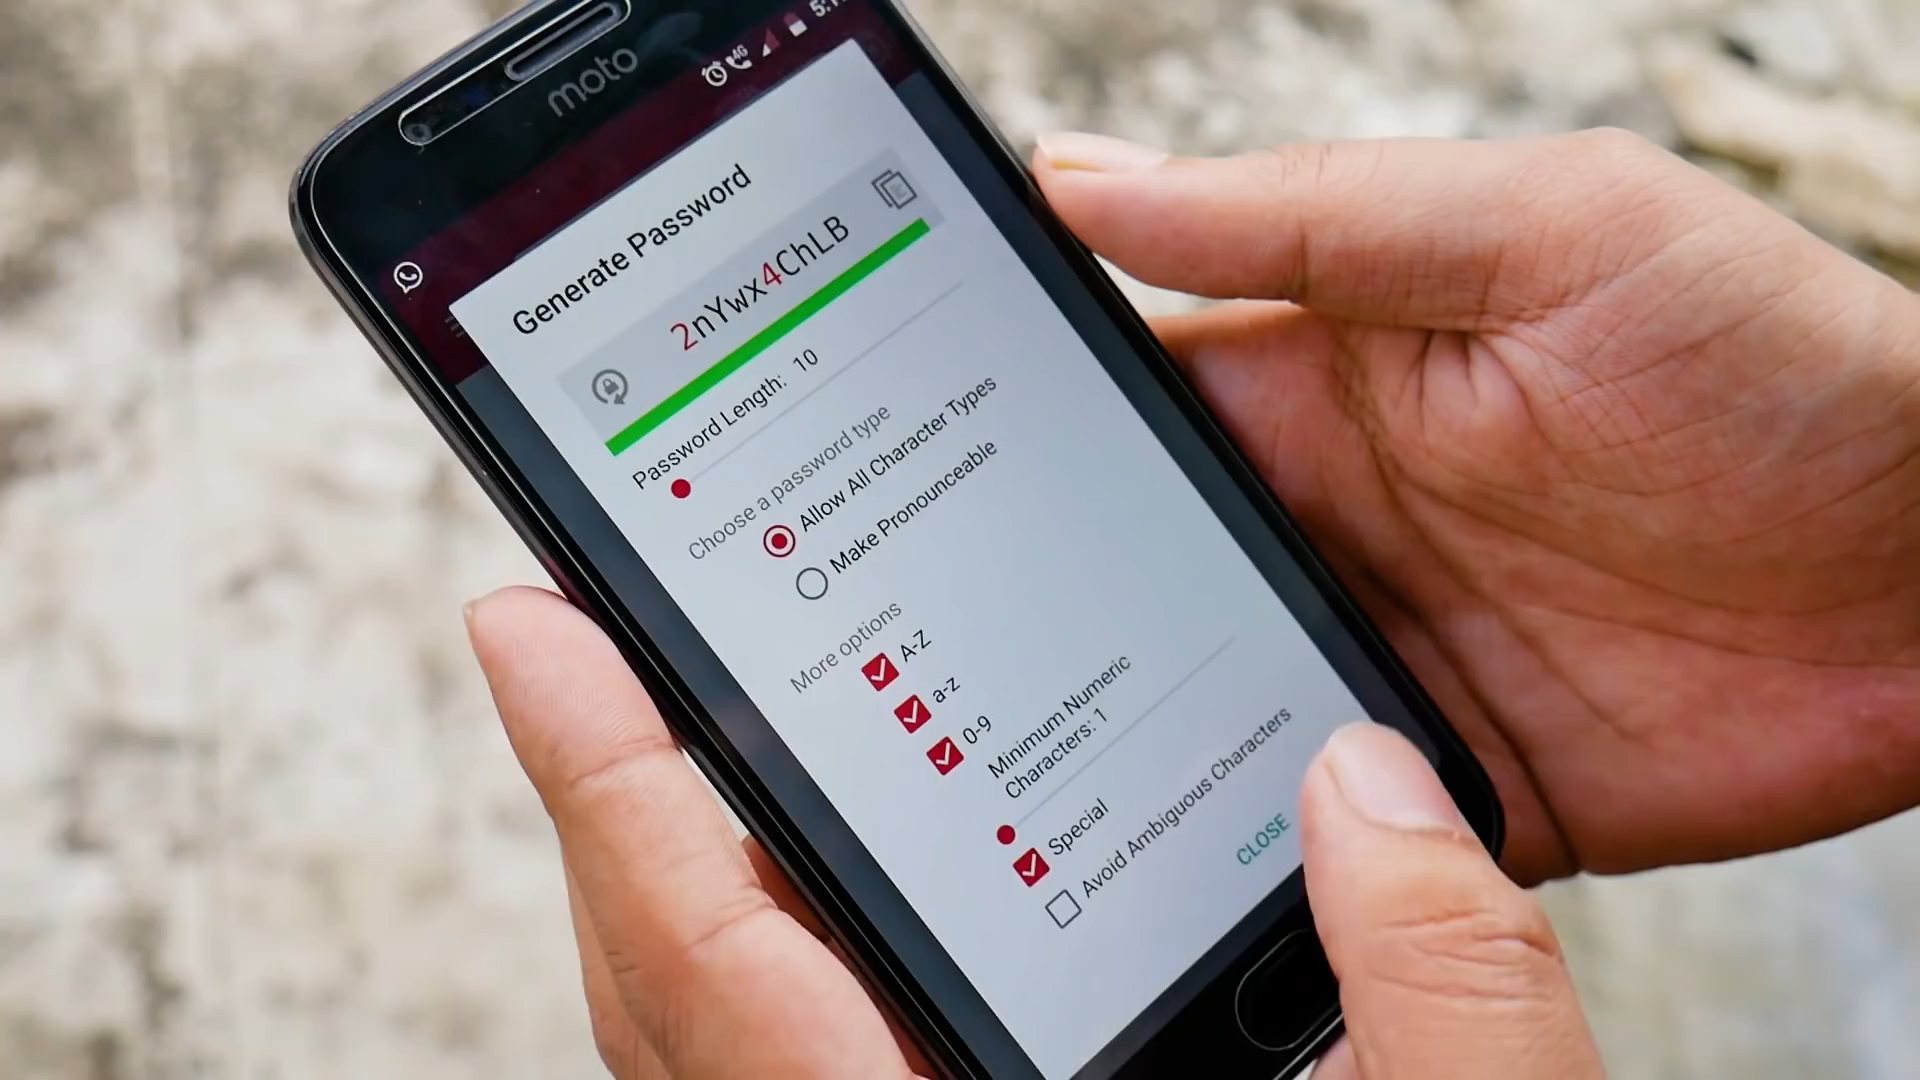 moto
4G
Generate Password
2nYwx4ChLB
Password Length: 10
Choose a password type
Allow All Character Types
Make Pronounceable
More options
A-Z
a-z
0-9
Minimum Numeric
Characters: 1
Special
Avoid Ambiguous Characters
CLOSE